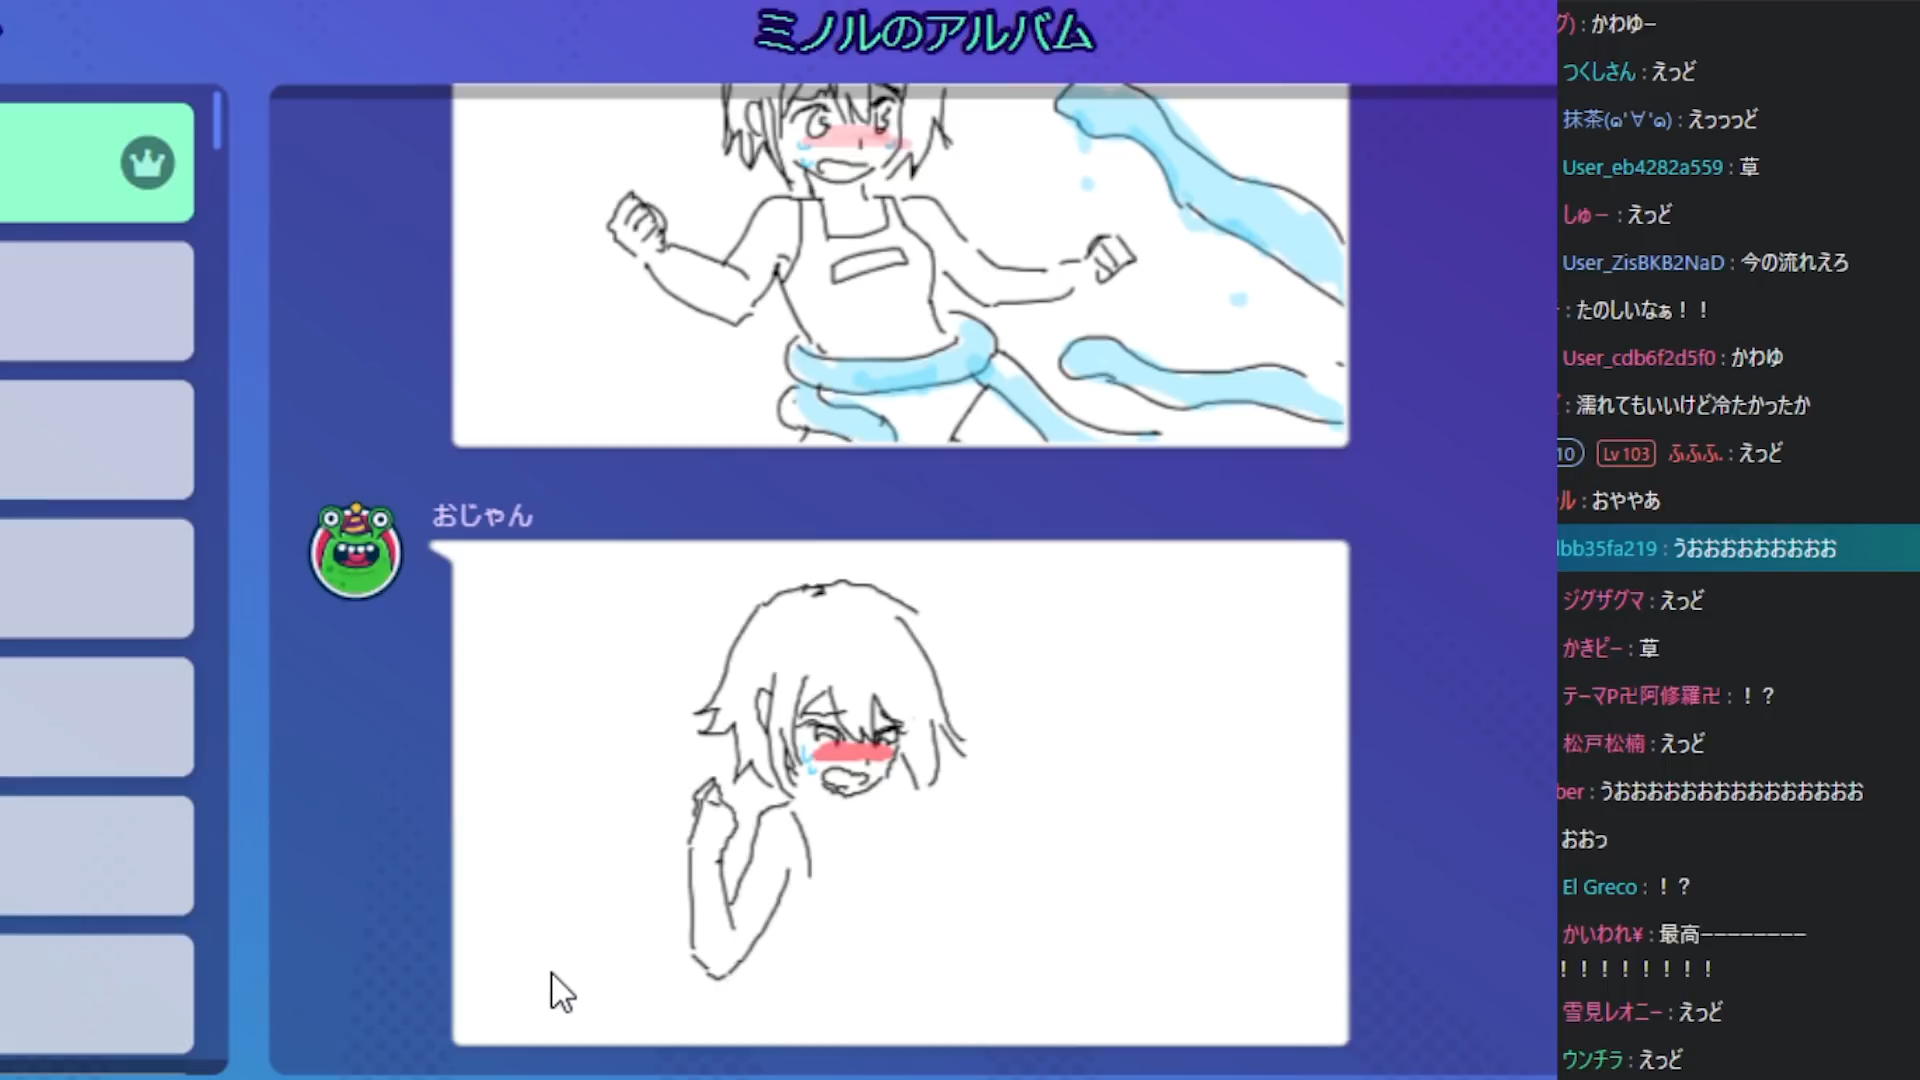 ミノルのアルバム
おじゃん
グ) : かわゆー
つくしさん : えっど
抹茶(๑'∀'๑) : えっっっど
User_eb4282a559 : 草
しゅー : えっど
User_ZisBKB2NaD : 今の流れえろ
: たのしいなぁ！！
User_cdb6f2d5f0 : かわゆ
: 濡れてもいいけど冷たかったか
10 Lv 103 ふふふ. : えっど
ル : おややあ
lbb35fa219 : うおおおおおおおおお
ジグザグマ : えっど
かきピー : 草
テーマP卍阿修羅卍 : ！？
松戸松楠 : えっど
ber : うおおおおおおおおおおおおおおお
おおっ
El Greco : ！？
かいわれ¥ : 最高ーーーーーーーー
！！！！！！！！
雪見レオニー : えっど
ウンチラ : えっど